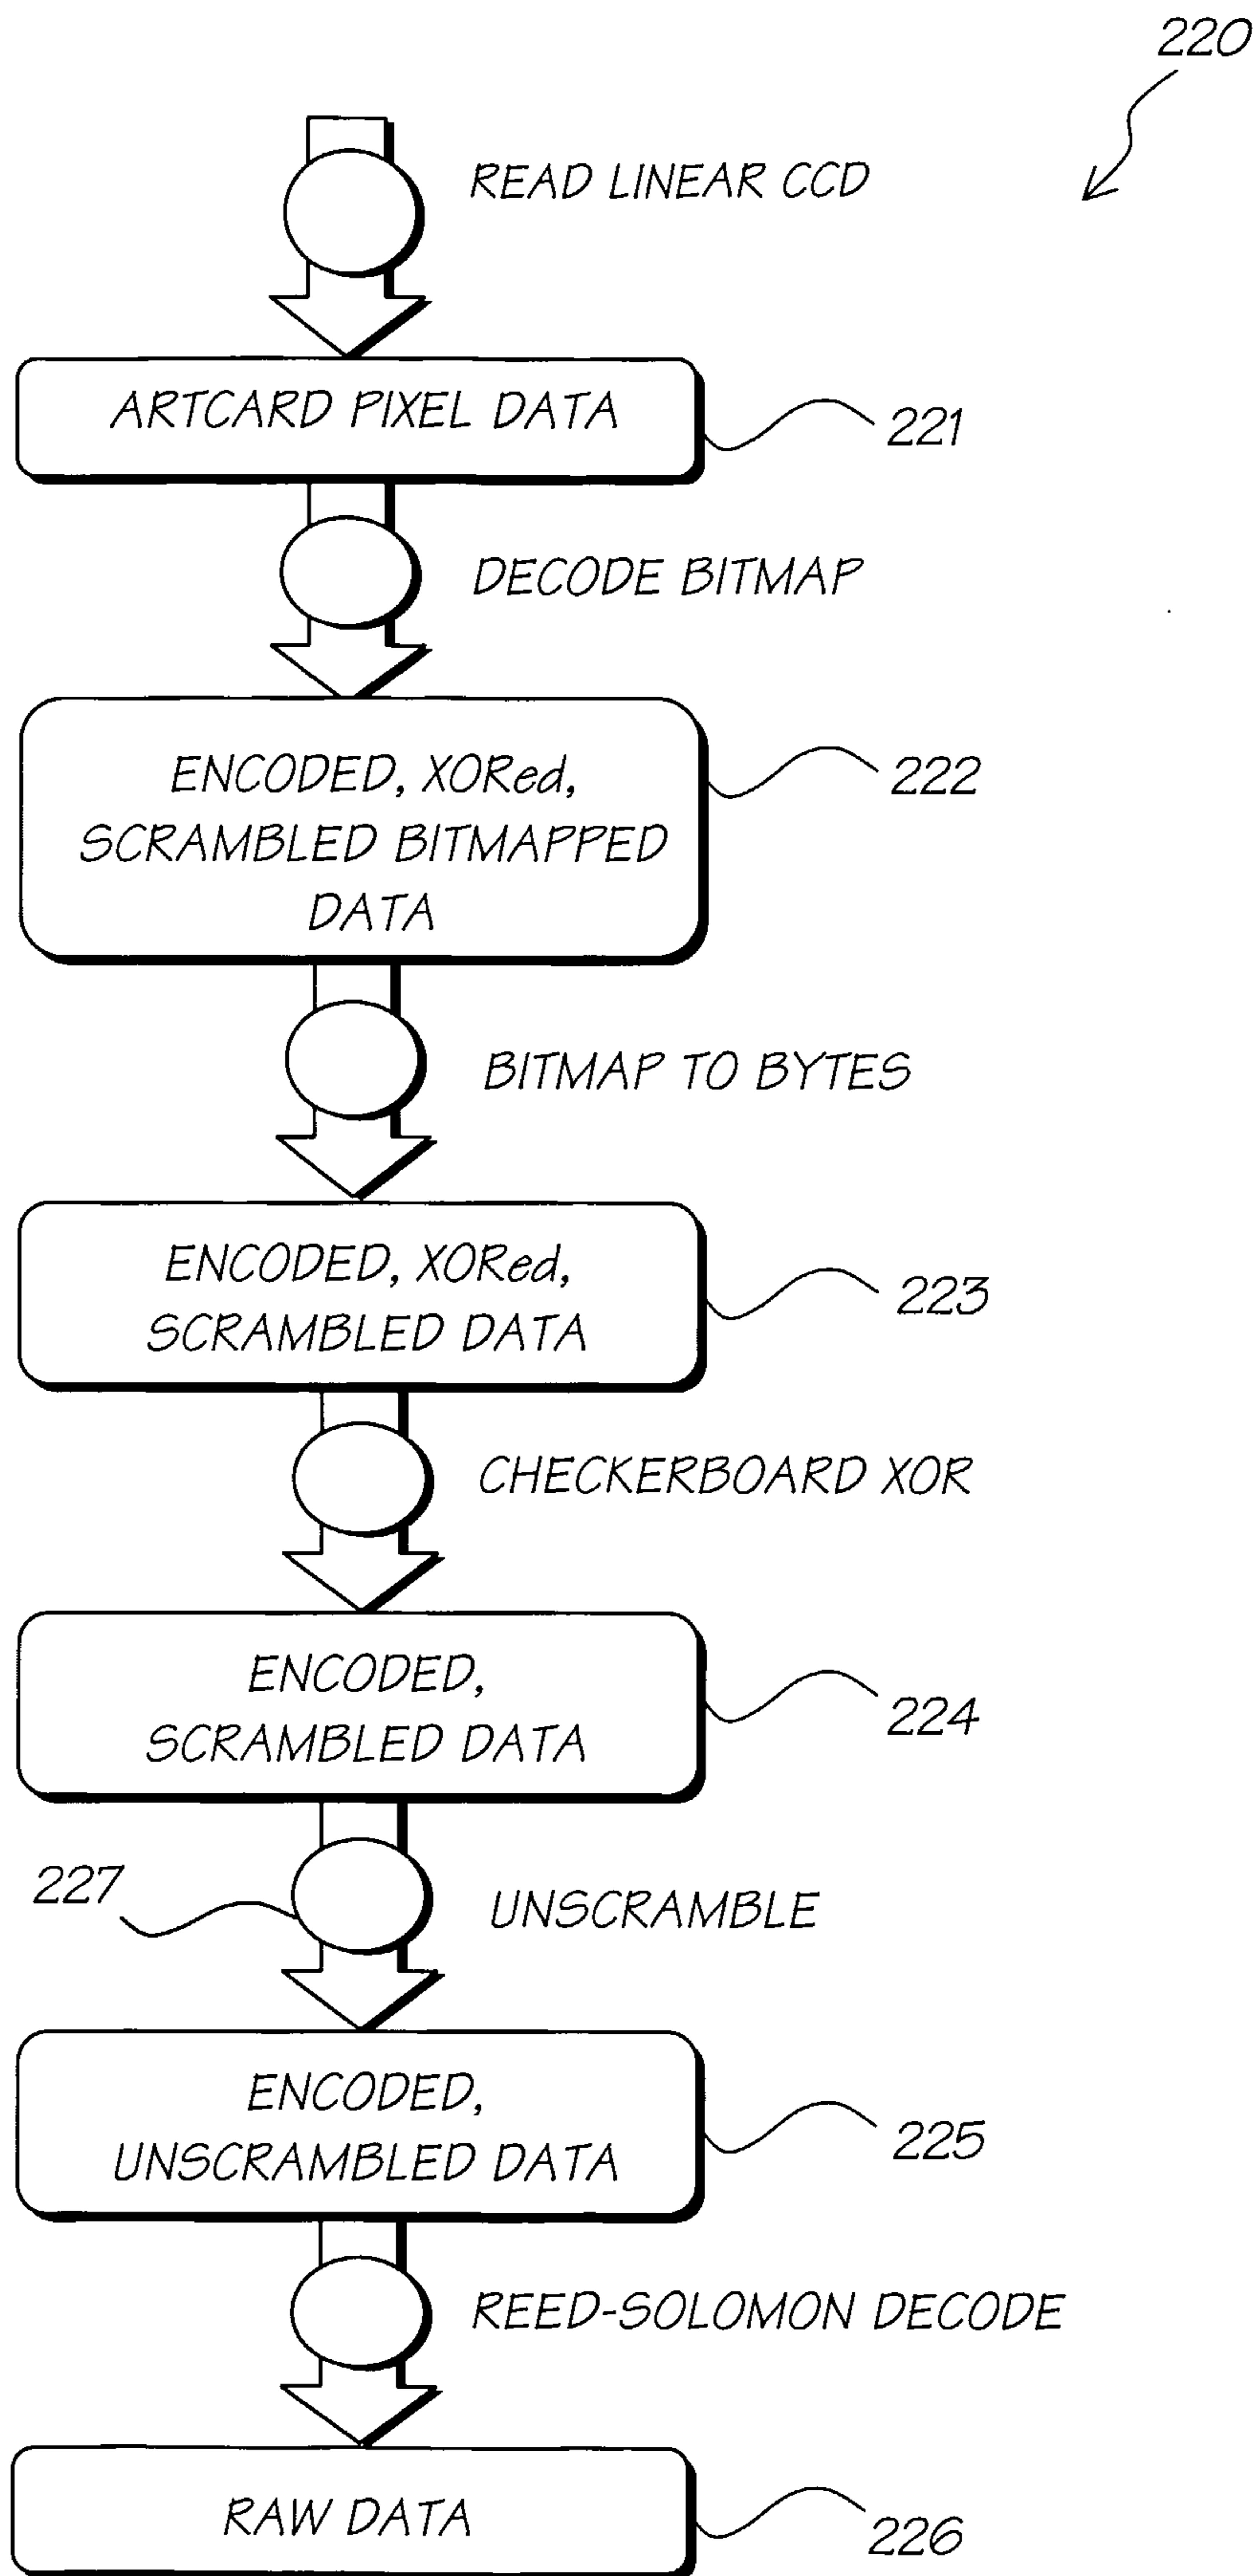 220
READ LINEAR CCD
ARTCARD PIXEL DATA
221
DECODE BITMAP
ENCODED, XORed,
SCRAMBLED BITMAPPED
DATA
222
BITMAP TO BYTES
ENCODED, XORed,
SCRAMBLED DATA
223
CHECKERBOARD XOR
ENCODED,
SCRAMBLED DATA
224
227
UNSCRAMBLE
ENCODED,
UNSCRAMBLED DATA
225
REED-SOLOMON DECODE
RAW DATA
226